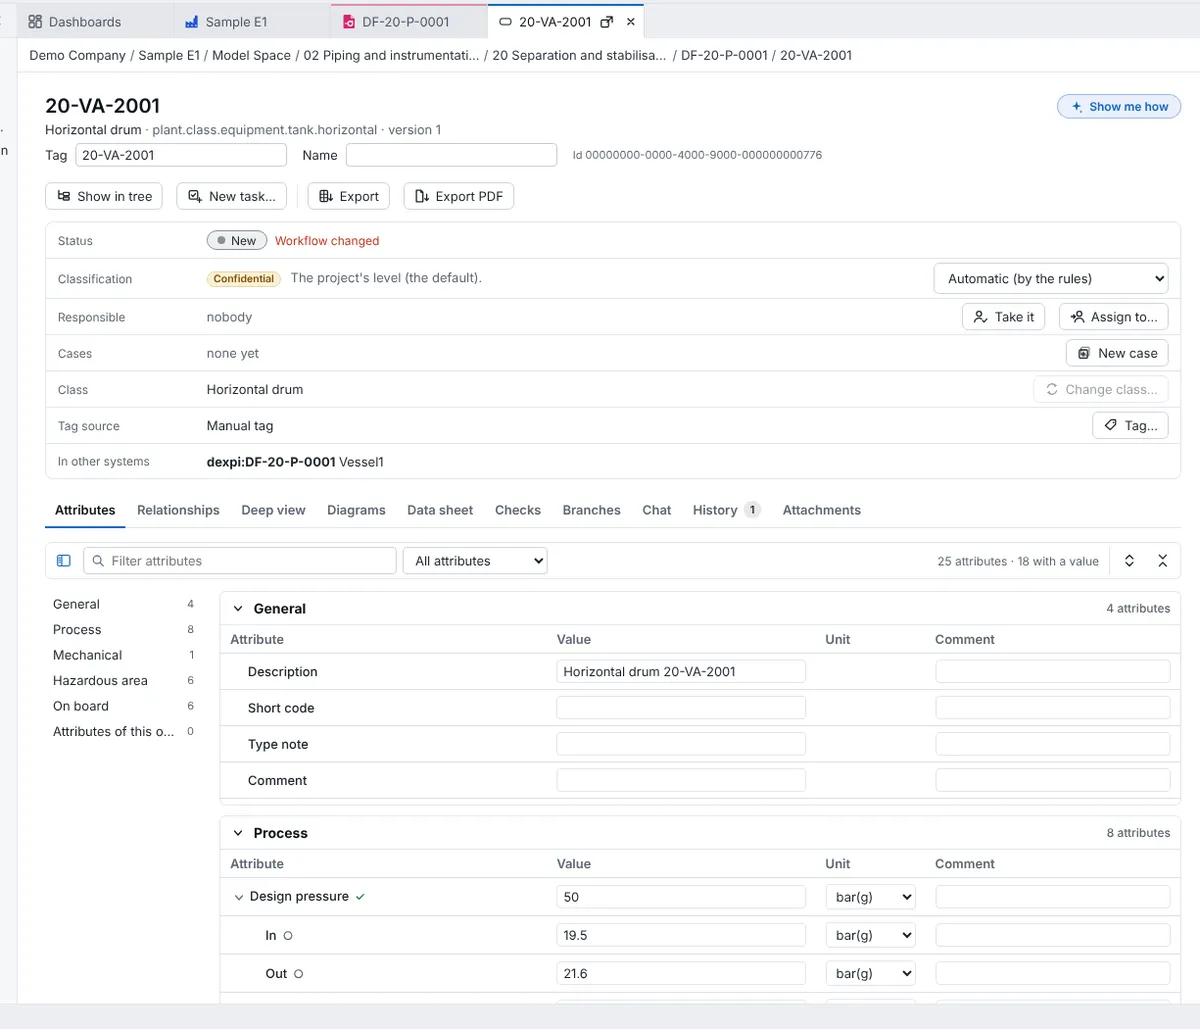 Dashboards
Sample E1
DF-20-P-0001
20-VA-2001
Demo Company / Sample E1 / Model Space / 02 Piping and instrumentati... / 20 Separation and stabilisa... / DF-20-P-0001 / 20-VA-2001
20-VA-2001
Show me how
Horizontal drum · plant.class.equipment.tank.horizontal · version 1
n
Tag 20-VA-2001 Name Id 00000000-0000-4000-9000-000000000776
Show in tree New task... Export Export PDF
Status New Workflow changed
Classification Confidential The project's level (the default). Automatic (by the rules)
Responsible nobody Take it Assign to...
Cases none yet New case
Class Horizontal drum Change class...
Tag source Manual tag Tag...
In other systems dexpi:DF-20-P-0001 Vessel1
Attributes Relationships Deep view Diagrams Data sheet Checks Branches Chat History 1 Attachments
Filter attributes All attributes 25 attributes · 18 with a value
General 4
Process 8
Mechanical 1
Hazardous area 6
On board 6
Attributes of this o... 0
General 4 attributes
Attribute Value Unit Comment
Description Horizontal drum 20-VA-2001
Short code
Type note
Comment
Process 8 attributes
Attribute Value Unit Comment
Design pressure 50 bar(g)
In 19.5 bar(g)
Out 21.6 bar(g)